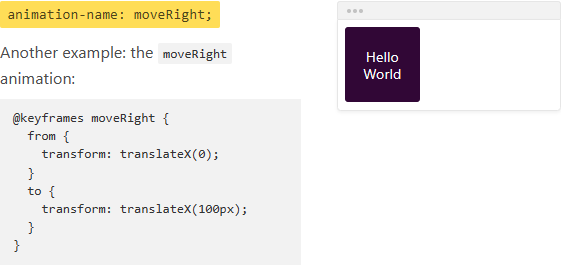 animation-name: moveRight;
Another example: the moveRight
animation:
@keyframes moveRight {
  from {
    transform: translateX(0);
  }
  to {
    transform: translateX(100px);
  }
}
Hello
World